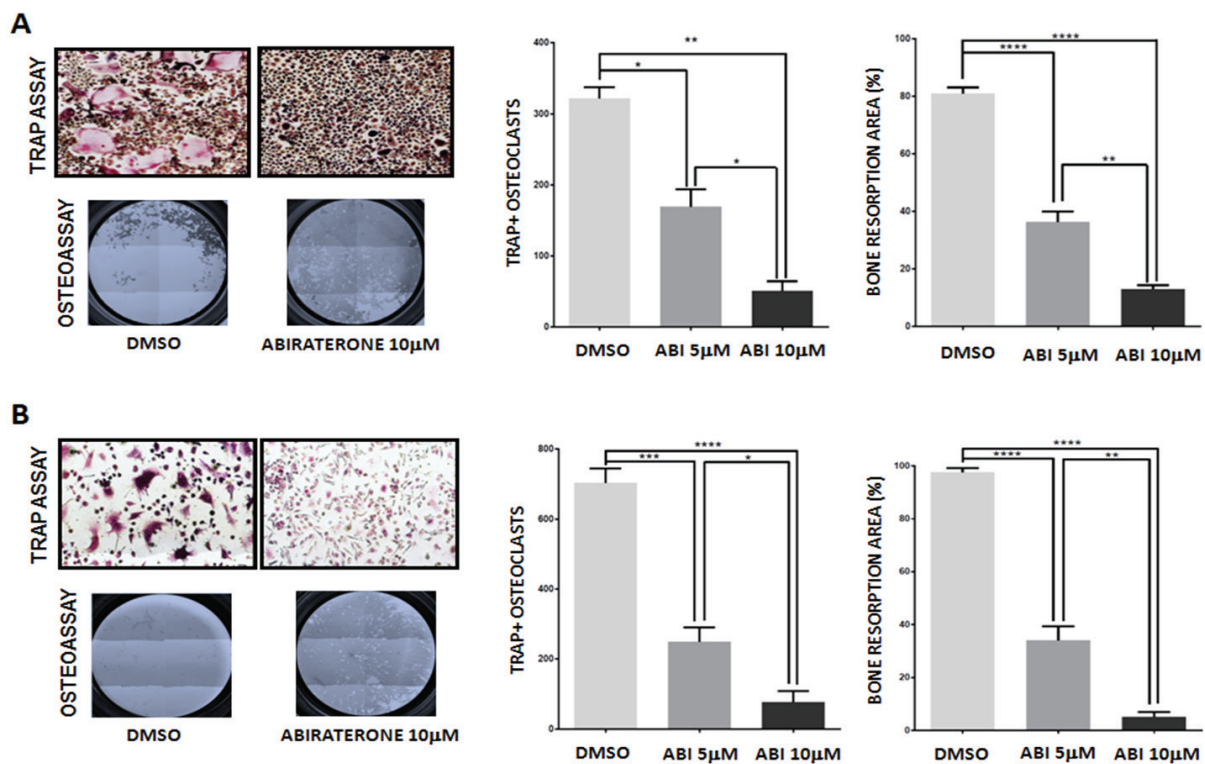 A
TRAP ASSAY
OSTEOASSAY
DMSO
ABIRATERONE 10μM
TRAP+ OSTEOCLASTS
400
300
200
100
0
**
*
*
DMSO
ABI 5μM
ABI 10μM
BONE RESORPTION AREA (%)
100
80
60
40
20
0
****
****
**
DMSO
ABI 5μM
ABI 10μM
B
TRAP ASSAY
OSTEOASSAY
DMSO
ABIRATERONE 10μM
TRAP+ OSTEOCLASTS
800
600
400
200
0
****
***
*
DMSO
ABI 5μM
ABI 10μM
BONE RESORPTION AREA (%)
100
80
60
40
20
0
****
****
**
DMSO
ABI 5μM
ABI 10μM